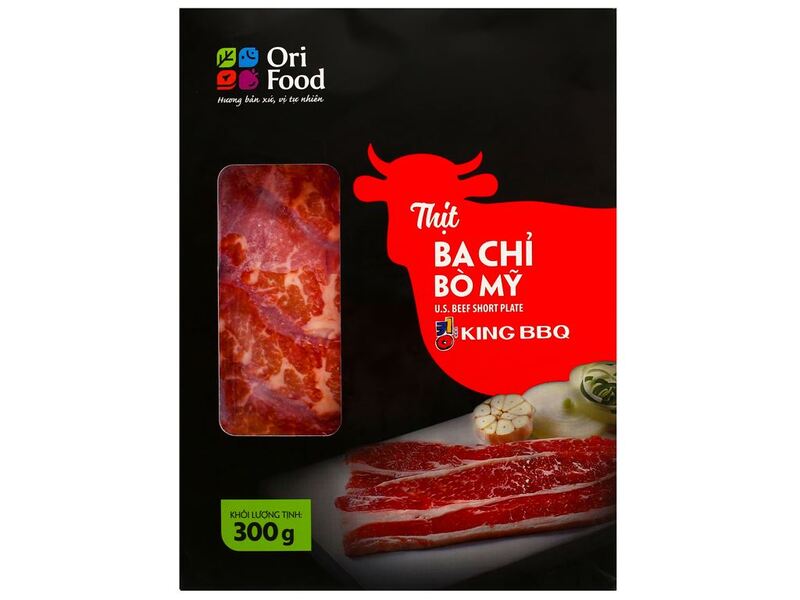 Ori
Food
Hương bản xứ, vị tự nhiên
Thịt
BA CHỈ
BÒ MỸ
U.S. BEEF SHORT PLATE
KING BBQ
KHỐI LƯỢNG TỊNH:
300 g